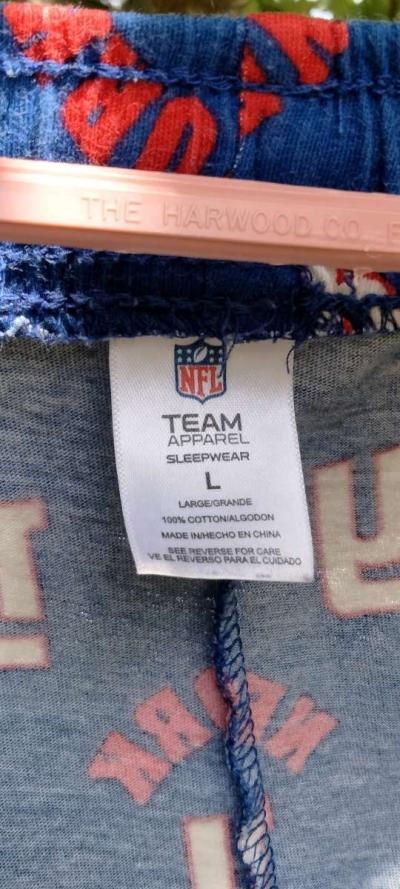 THE HARWOOD CO.
NFL
TEAM
APPAREL
SLEEPWEAR
L
LARGE/GRANDE
100% COTTON/ALGODON
MADE IN/HECHO EN CHINA
SEE REVERSE FOR CARE
VE EL REVERSO PARA EL CUIDADO